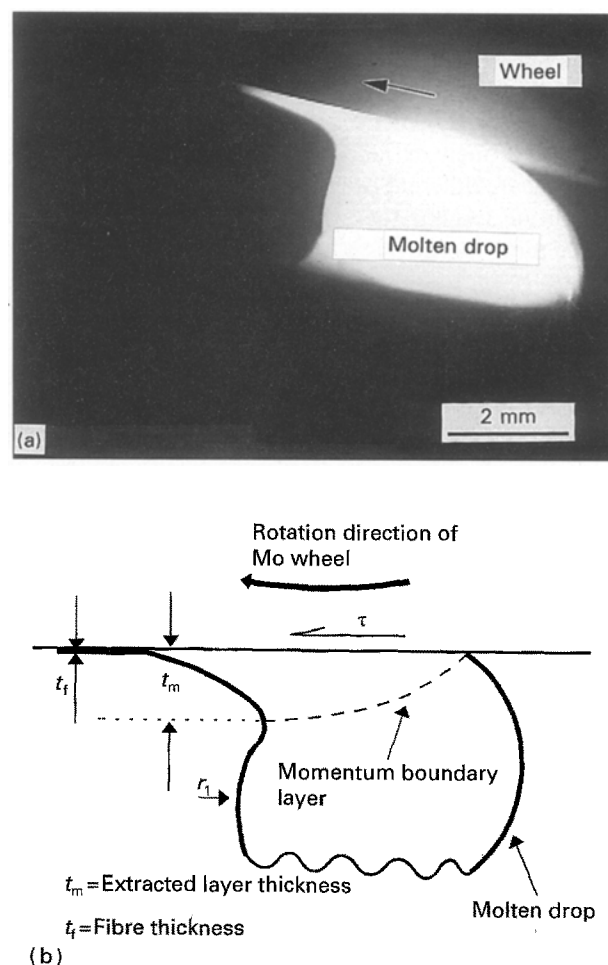 Wheel
Molten drop
2 mm
(a)
Rotation direction of
Mo wheel
τ
t_f
t_m
Momentum boundary
layer
r_1
t_m=Extracted layer thickness
t_f=Fibre thickness
Molten drop
(b)